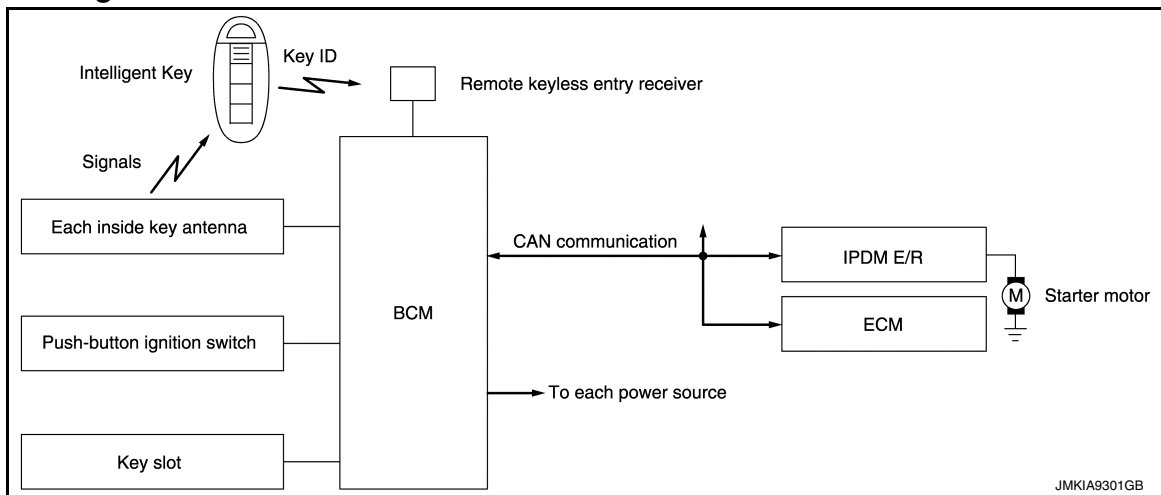 Intelligent Key
Key ID
Remote keyless entry receiver
Signals
Each inside key antenna
CAN communication
IPDM E/R
M
Starter motor
BCM
ECM
Push-button ignition switch
To each power source
Key slot
JMKIA9301GB